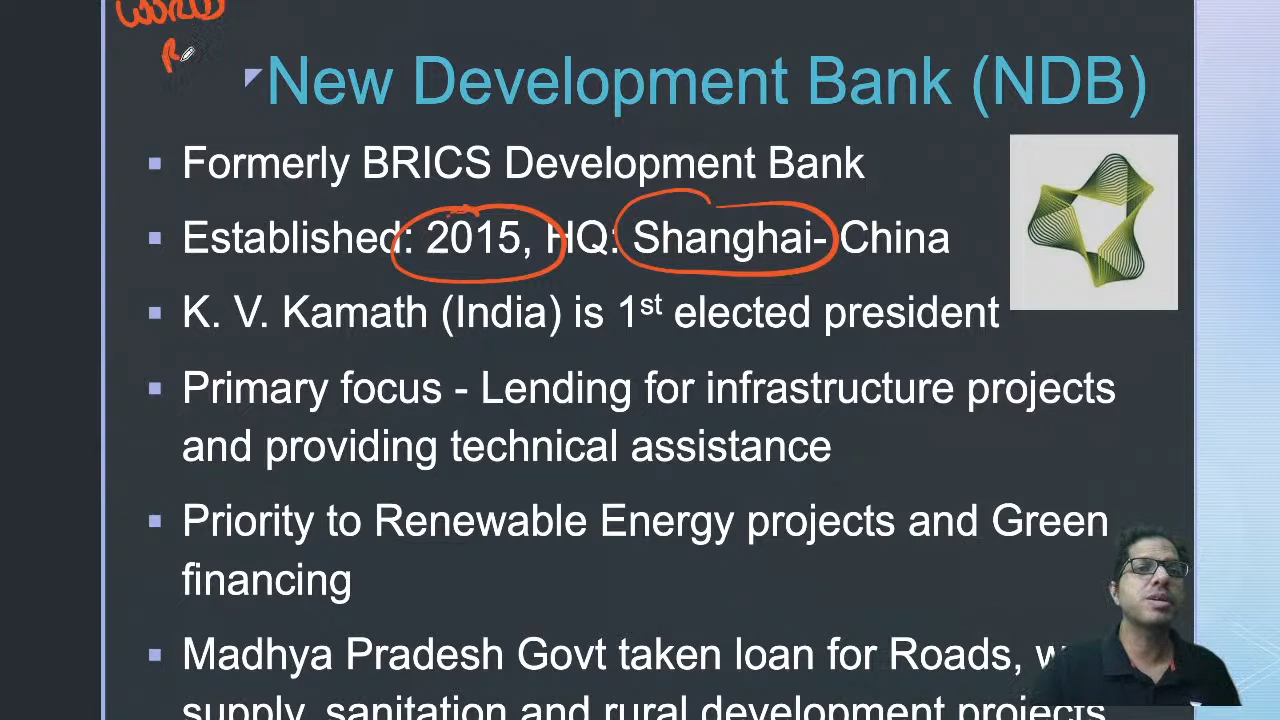 WORLD
New Development Bank (NDB)
Formerly BRICS Development Bank
Established: 2015, HQ: Shanghai- China
K. V. Kamath (India) is 1st elected president
Primary focus - Lending for infrastructure projects
and providing technical assistance
Priority to Renewable Energy projects and Green
financing
Madhya Pradesh Govt taken loan for Roads,
supply, sanitation and rural development projects